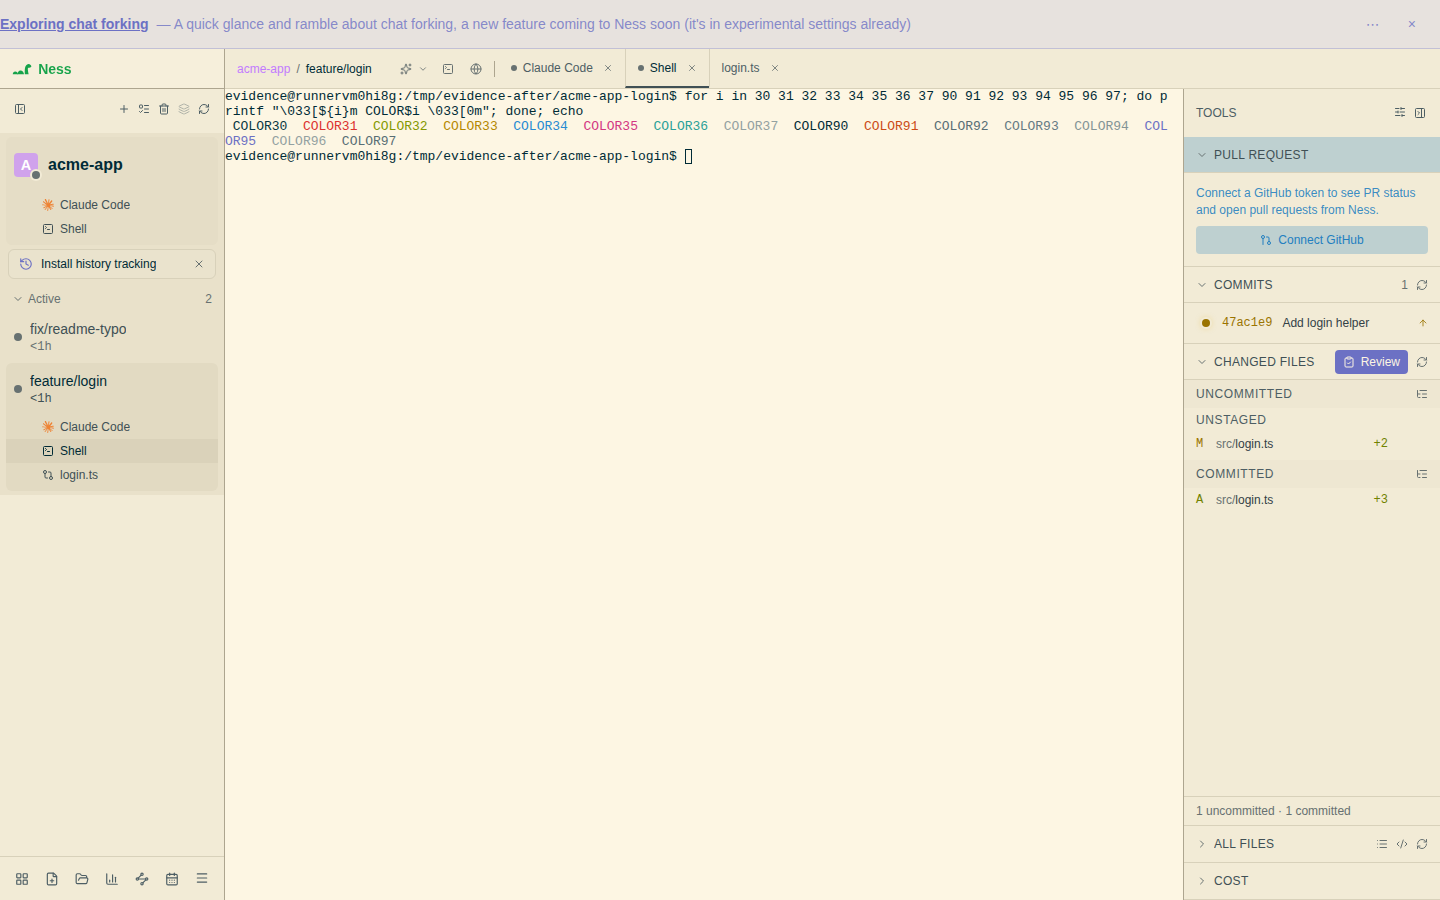 Exploring chat forking — A quick glance and ramble about chat forking, a new feature coming to Ness soon (it's in experimental settings already)
Ness
acme-app / feature/login
Claude Code
Shell
login.ts
A acme-app
Claude Code
Shell
Install history tracking
Active 2
fix/readme-typo
<1h
feature/login
<1h
Claude Code
Shell
login.ts
evidence@runnervm0hi8g:/tmp/evidence-after/acme-app-login$ for i in 30 31 32 33 34 35 36 37 90 91 92 93 94 95 96 97; do p
rintf "\033[${i}m COLOR$i \033[0m"; done; echo
COLOR30 COLOR31 COLOR32 COLOR33 COLOR34 COLOR35 COLOR36 COLOR37 COLOR90 COLOR91 COLOR92 COLOR93 COLOR94 COL
OR95 COLOR96 COLOR97
evidence@runnervm0hi8g:/tmp/evidence-after/acme-app-login$
TOOLS
PULL REQUEST
Connect a GitHub token to see PR status
and open pull requests from Ness.
Connect GitHub
COMMITS 1
47ac1e9 Add login helper
CHANGED FILES Review
UNCOMMITTED
UNSTAGED
M src/login.ts +2
COMMITTED
A src/login.ts +3
1 uncommitted · 1 committed
ALL FILES
COST